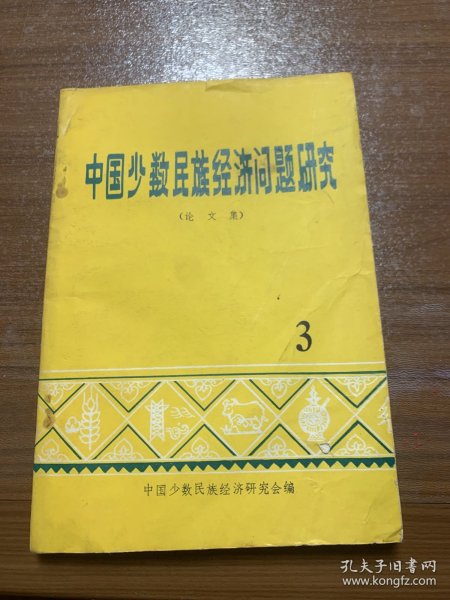 中国少数民族经济问题研究
(论文集)
3
中国少数民族经济研究会编
孔夫子旧书网
www.kongfz.com